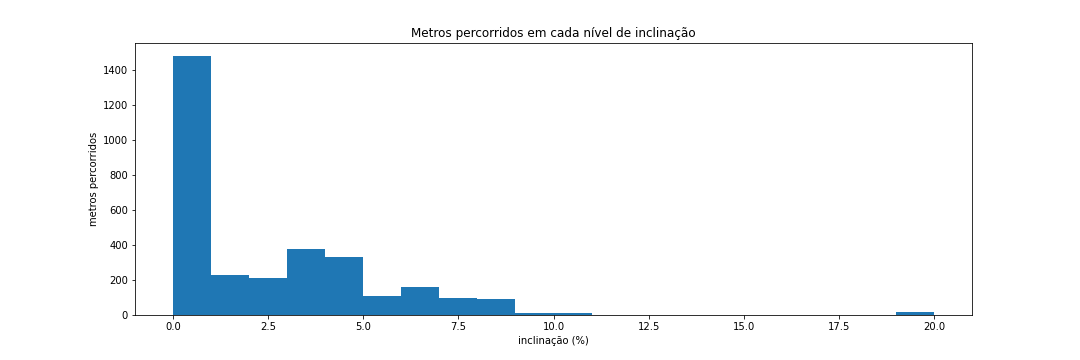 Metros percorridos em cada nível de inclinação
metros percorridos
1400
1200
1000
800
600
400
200
0
0.0 2.5 5.0 7.5 10.0 12.5 15.0 17.5 20.0
inclinação (%)